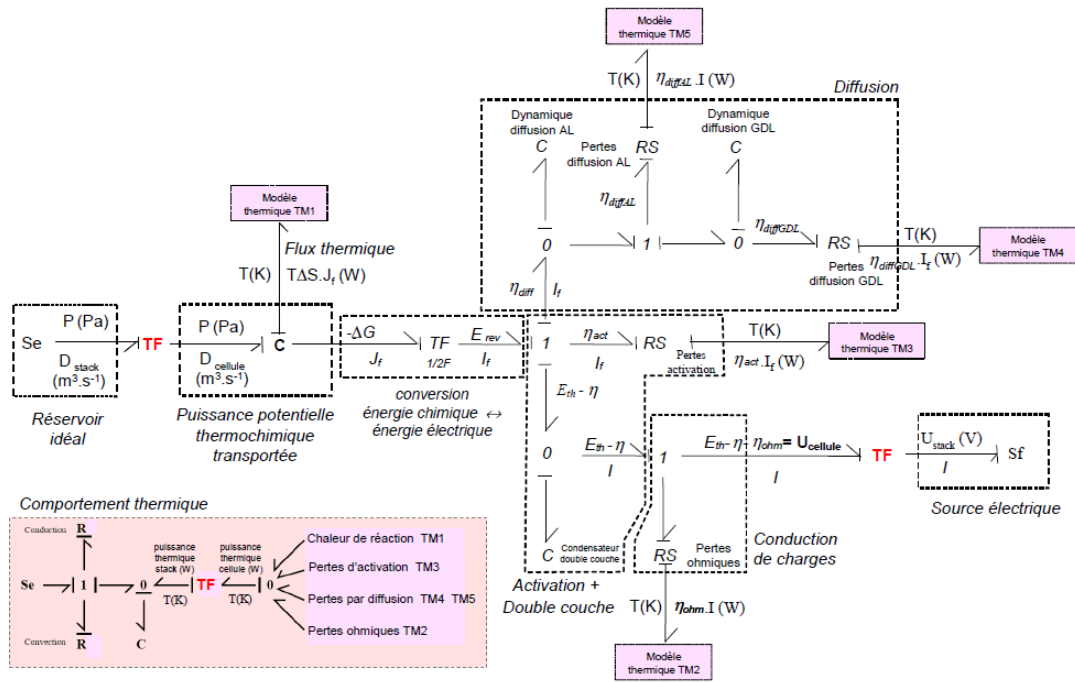 Modèle
thermique TM5
T(K)
η_diffAL.I (W)
Diffusion
Dynamique
diffusion AL
C
Pertes
diffusion AL
RS
Dynamique
diffusion GDL
C
η_diffAL
0
1
0
η_diffGDL
RS
Pertes
diffusion GDL
T(K)
η_diffGDL.I_f (W)
Modèle
thermique TM4
η_diff
I_f
Modèle
thermique TM1
Flux thermique
T(K)
TΔS.J_f (W)
Se
P (Pa)
D stack
(m³.s⁻¹)
TF
P (Pa)
D cellule
(m³.s⁻¹)
C
-ΔG
J_f
TF
1/2F
E_rev
I_f
1
η_act
I_f
RS
Pertes
activation
T(K)
η_act.I_f (W)
Modèle
thermique TM3
Réservoir
idéal
Puissance potentielle
thermochimique
transportée
conversion
énergie chimique ↔
énergie électrique
E_th - η
0
E_th - η
I
1
E_th- η - η_ohm= U_cellule
I
TF
U_stack (V)
I
Sf
Source électrique
C
Condensateur
double couche
Activation +
Double couche
RS
Pertes
ohmiques
Conduction
de charges
T(K)
η_ohm.I (W)
Modèle
thermique TM2
Comportement thermique
Conduction
R
Se
1
0
puissance
thermique
stack (W)
T(K)
TF
puissance
thermique
cellule (W)
T(K)
0
Convection
R
C
Chaleur de réaction TM1
Pertes d'activation TM3
Pertes par diffusion TM4 TM5
Pertes ohmiques TM2